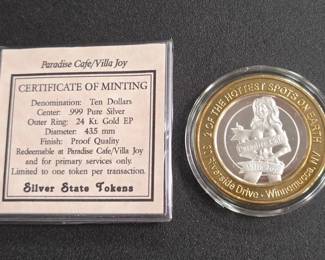 Paradise Cafe/Villa Joy
CERTIFICATE OF MINTING
Denomination: Ten Dollars
Center: .999 Pure Silver
Outer Ring: 24 Kt. Gold EP
Diameter: 43.5 mm
Finish: Proof Quality
Redeemable at Paradise Cafe/Villa Joy
and for primary services only.
Limited to one token per transaction.
Silver State Tokens
2 OF THE HOTTEST SPOTS ON EARTH
Paradise Cafe
Riverside Drive - Winnemucca, NV